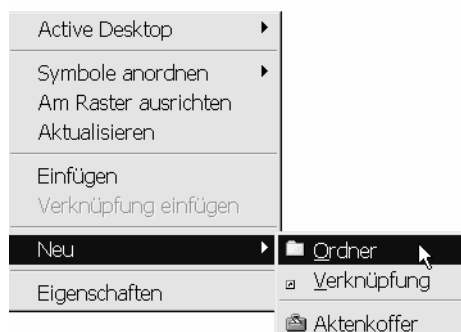 Active Desktop
Symbole anordnen
Am Raster ausrichten
Aktualisieren
Einfügen
Verknüpfung einfügen
Neu
Ordner
Verknüpfung
Eigenschaften
Aktenkoffer